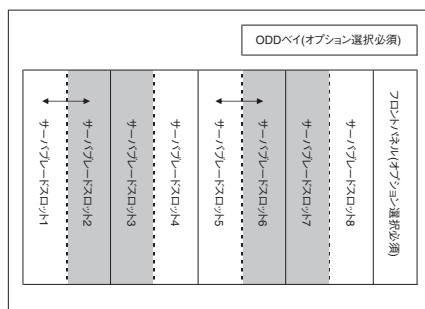 ODDベイ(オプション選択必須)
サーバブレードスロット1
サーバブレードスロット2
サーバブレードスロット3
サーバブレードスロット4
サーバブレードスロット5
サーバブレードスロット6
サーバブレードスロット7
サーバブレードスロット8
フロントパネル(オプション選択必須)